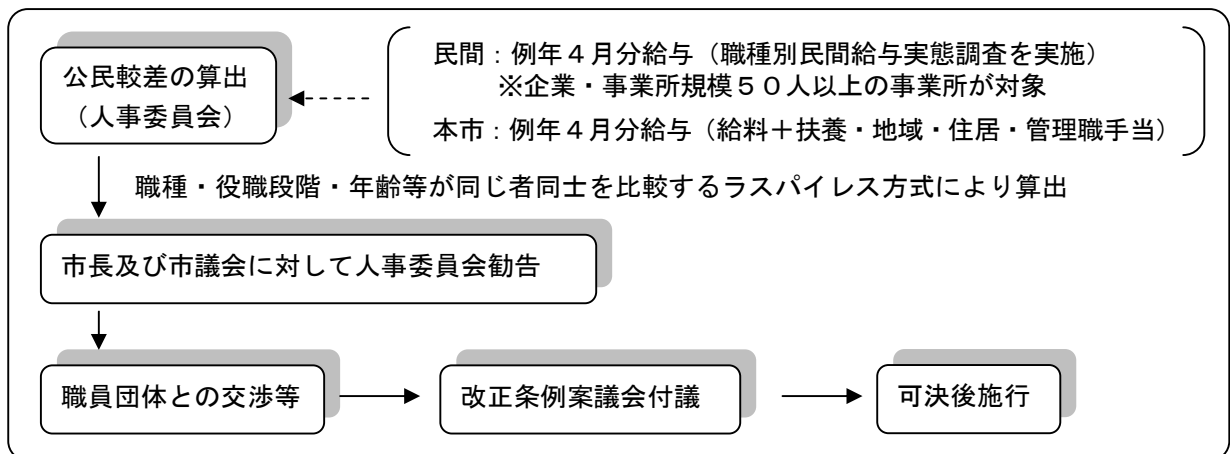 公民較差の算出
（人事委員会）
民間：例年４月分給与（職種別民間給与実態調査を実施）
※企業・事業所規模５０人以上の事業所が対象
本市：例年４月分給与（給料＋扶養・地域・住居・管理職手当）
職種・役職段階・年齢等が同じ者同士を比較するラスパイレス方式により算出
市長及び市議会に対して人事委員会勧告
職員団体との交渉等
改正条例案議会付議
可決後施行